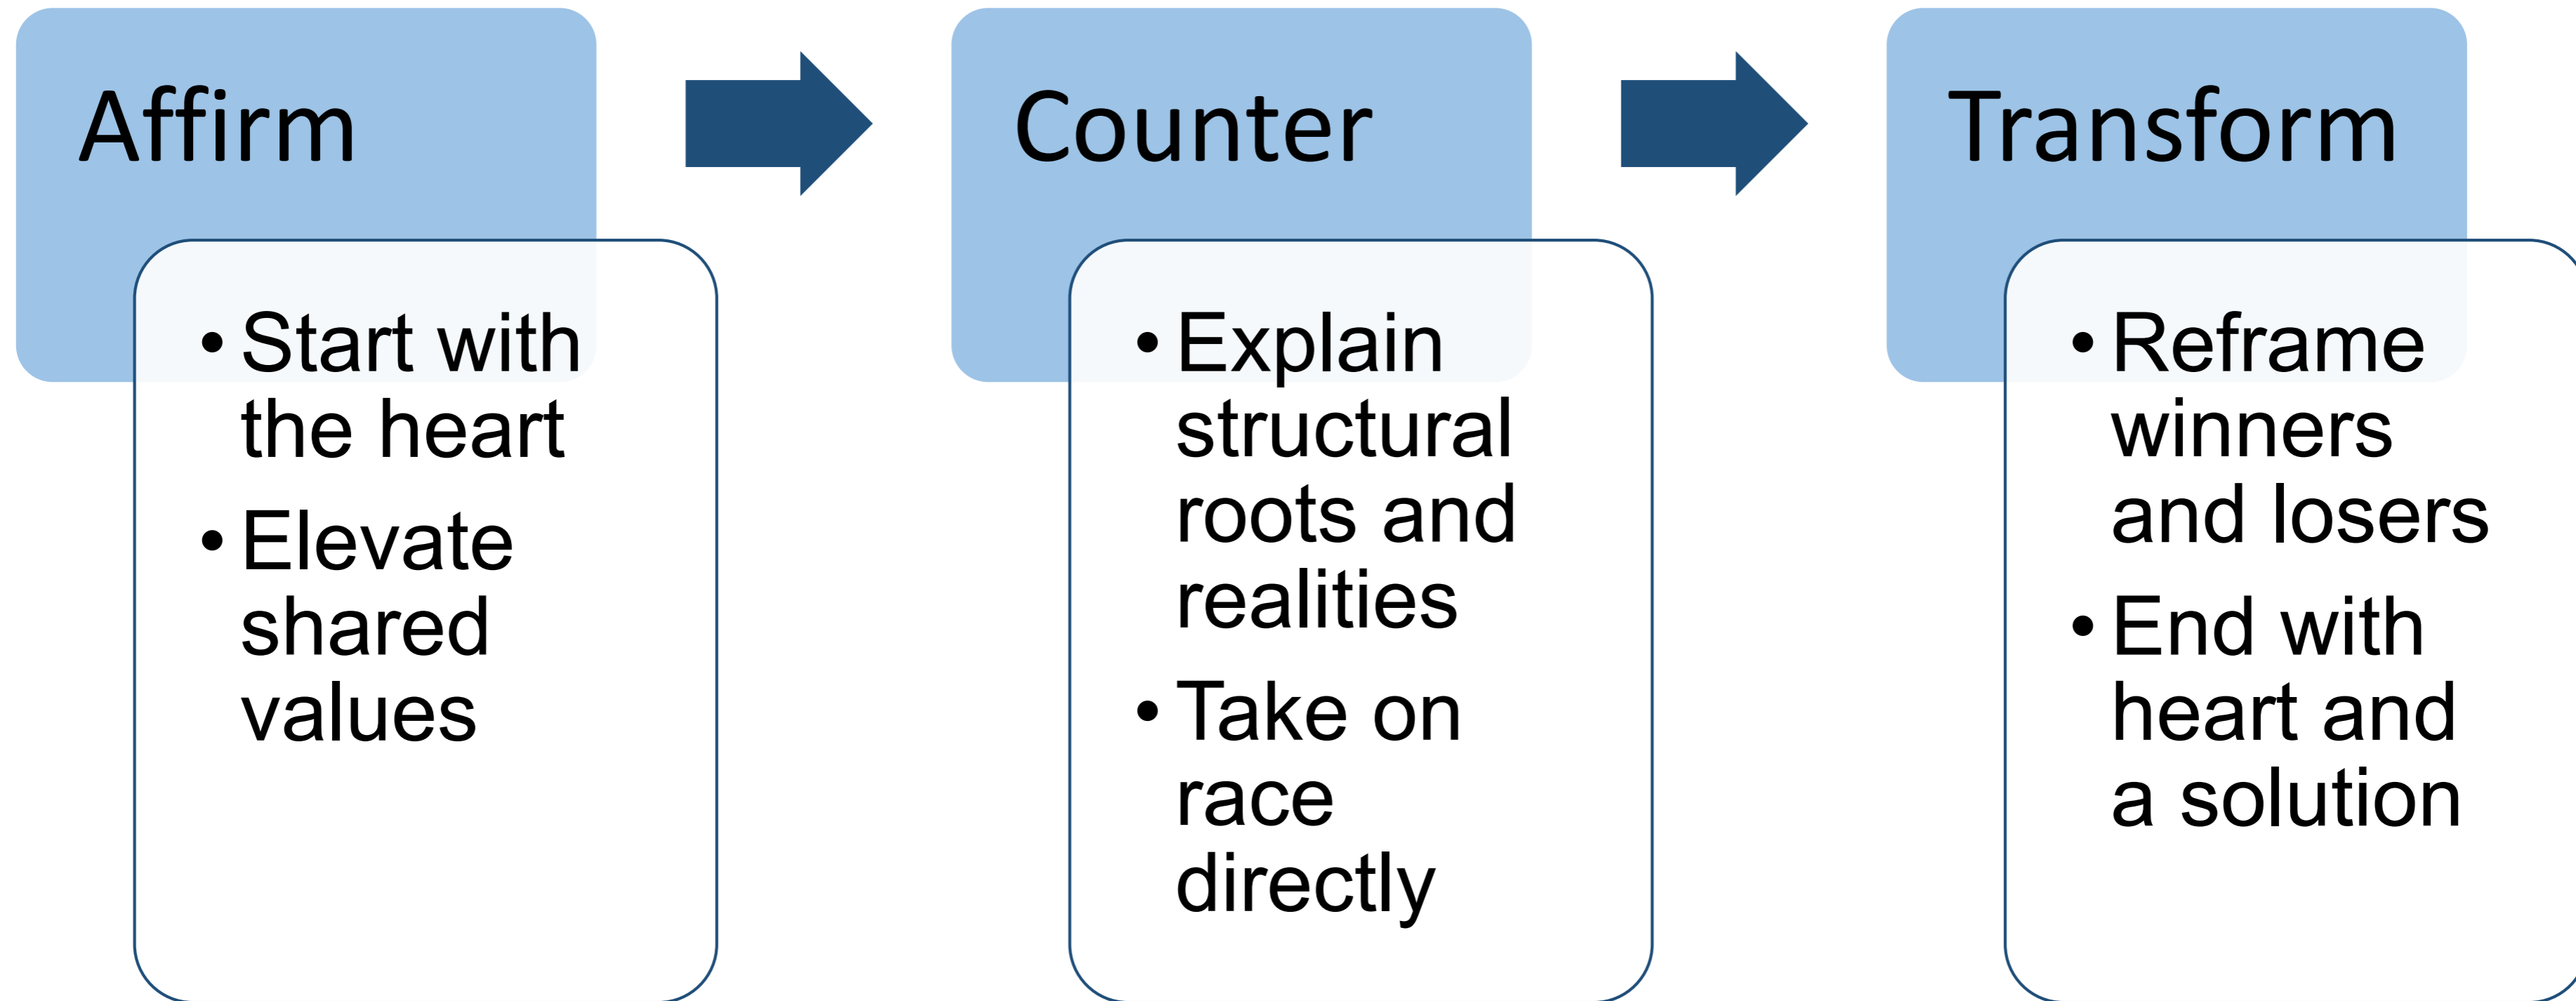 Affirm
• Start with
the heart
• Elevate
shared
values
Counter
• Explain
structural
roots and
realities
• Take on
race
directly
Transform
• Reframe
winners
and losers
• End with
heart and
a solution